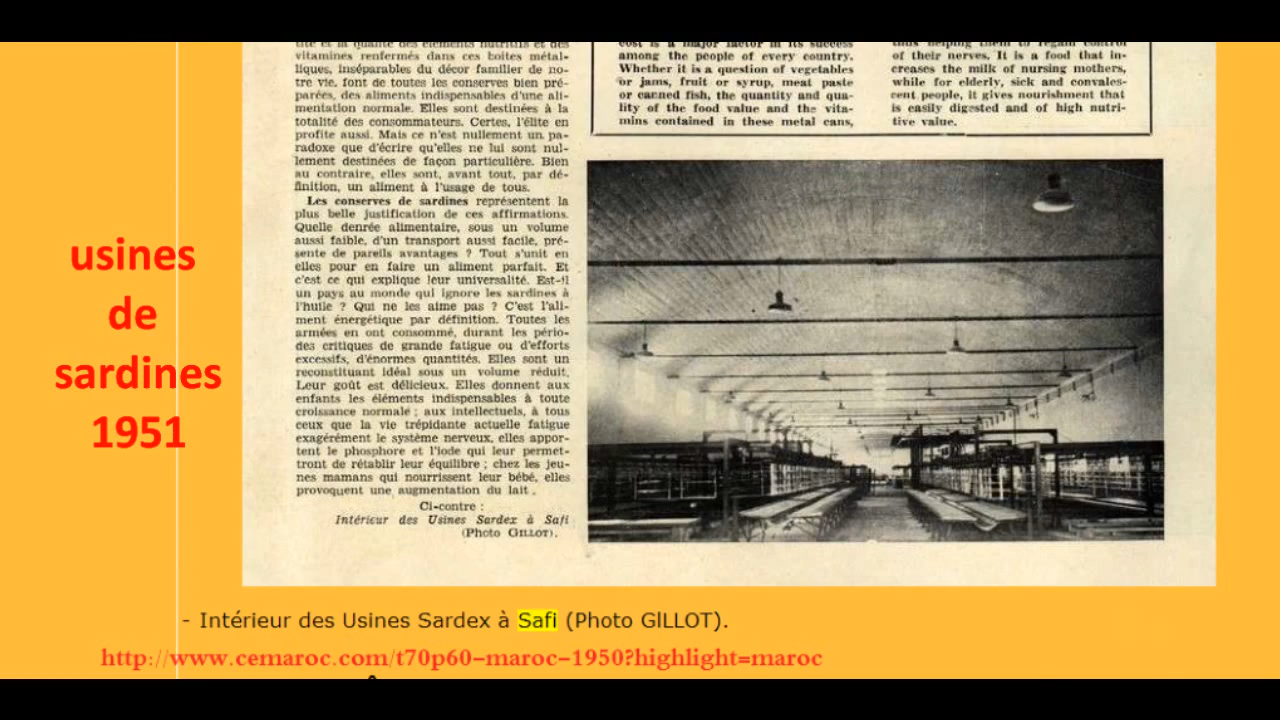 usines
de
sardines
1951
tité et la quantité des éléments nutritifs et des
vitamines renfermés dans ces boites métal-
liques, inséparables du décor familier de no-
tre vie, font de toutes les conserves bien pré-
parées, des aliments indispensables d'une ali-
mentation normale. Elles sont destinées à la
totalité des consommateurs. Certes, l'élite en
profite aussi. Mais ce n'est nullement un pa-
radoxe que d'écrire qu'elles ne lui sont nul-
lement destinées de façon particulière. Bien
au contraire, elles sont, avant tout, par dé-
finition, un aliment à l'usage de tous.
Les conserves de sardines représentent la
plus belle justification de ces affirmations.
Quelle denrée alimentaire, sous un volume
aussi faible, d'un transport aussi facile, pré-
sente de pareils avantages ? Tout s'unit en
elles pour en faire un aliment parfait. Et
c'est ce qui explique leur universalité. Est-il
un pays au monde qui ignore les sardines à
l'huile ? Qui ne les aime pas ? C'est l'ali-
ment énergétique par définition. Toutes les
armées en ont consommé, durant les pério-
des critiques de grande fatigue ou d'efforts
excessifs, d'énormes quantités. Elles sont un
reconstituant idéal sous un volume réduit.
Leur goût est délicieux. Elles donnent aux
enfants les éléments indispensables à toute
croissance normale ; aux intellectuels, à tous
ceux que la vie trépidante actuelle fatigue
exagérément le système nerveux, elles appor-
tent le phosphore et l'iode qui leur permet-
tront de rétablir leur équilibre ; chez les jeu-
nes mamans qui nourrissent leur bébé, elles
provoquent une augmentation du lait .
Ci-contre :
Intérieur des Usines Sardex à Safi
(Photo GILLOT).
cost is a major factor in its success
among the people of every country.
Whether it is a question of vegetables
or jams, fruit or syrup, meat paste
or canned fish, the quantity and qua-
lity of the food value and the vita-
mins contained in these metal cans,
thus helping them to regain control
of their nerves. It is a food that in-
creases the milk of nursing mothers,
while for elderly, sick and convales-
cent people, it gives nourishment that
is easily digested and of high nutri-
tive value.
- Intérieur des Usines Sardex à Safi (Photo GlLLOT).
http://www.cemaroc.com/t70p60-maroc-1950?highlight=maroc